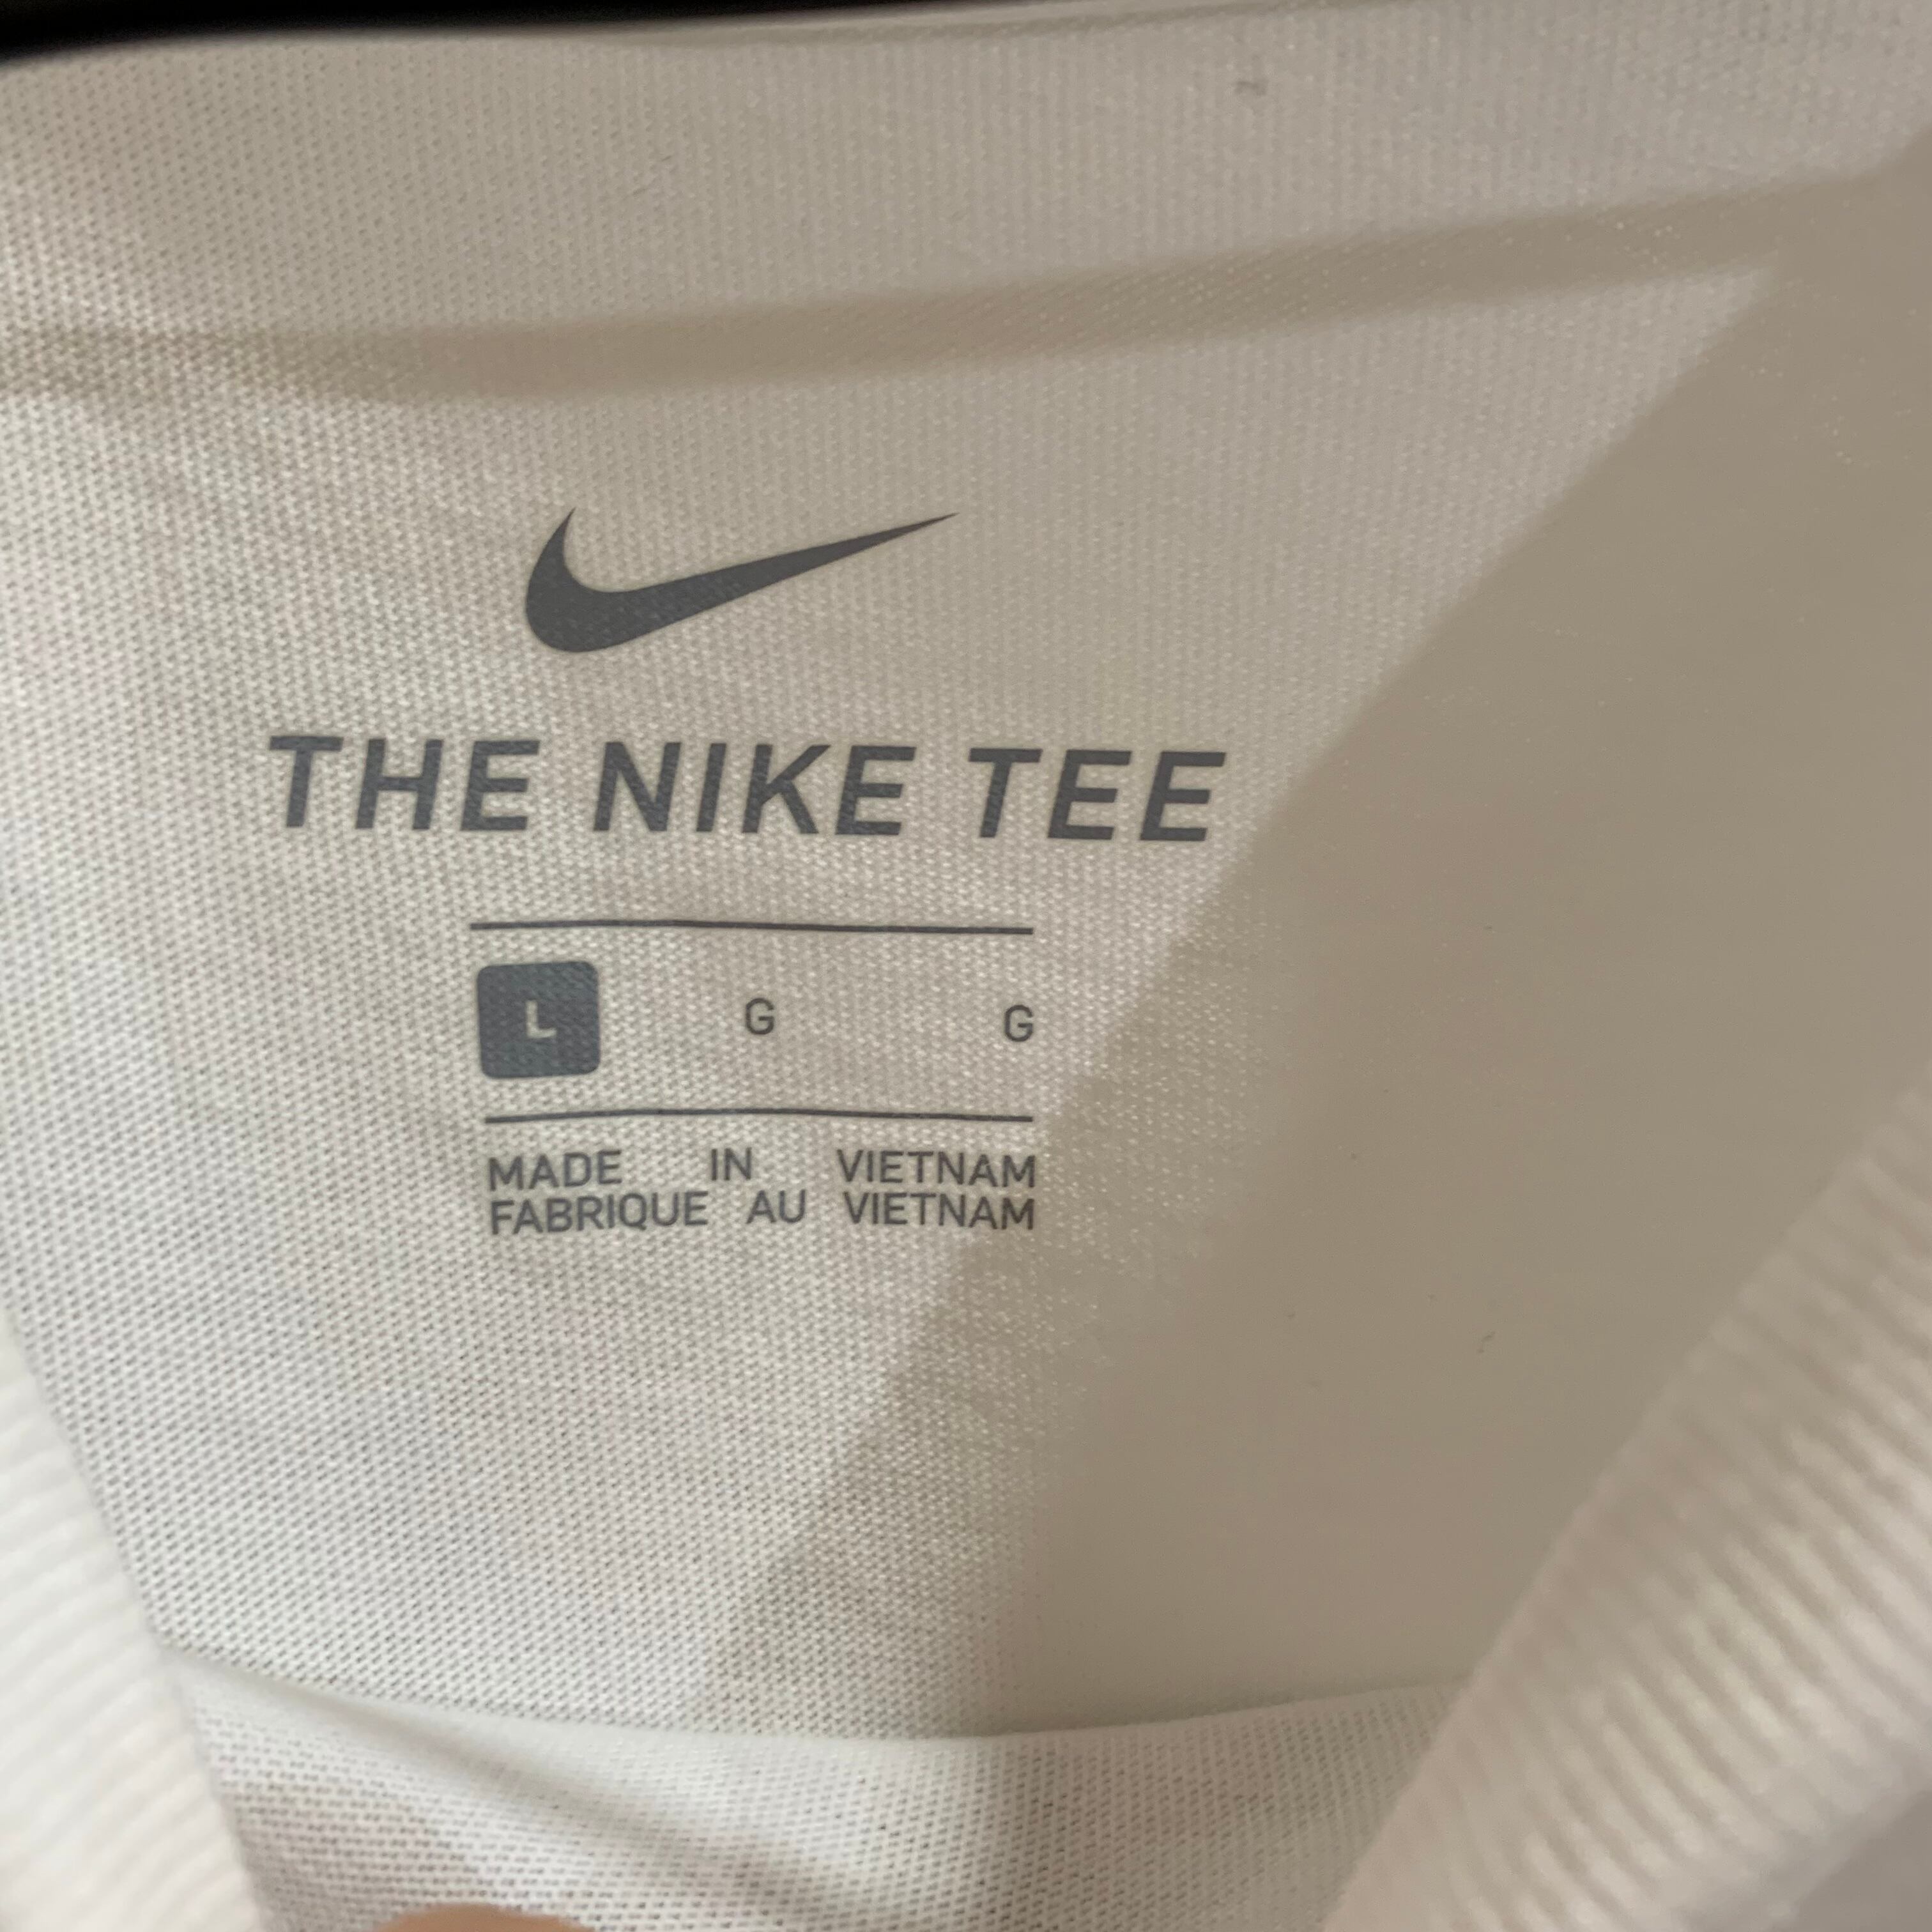 THE NIKE TEE
L G G
MADE IN VIETNAM
FABRIQUE AU VIETNAM